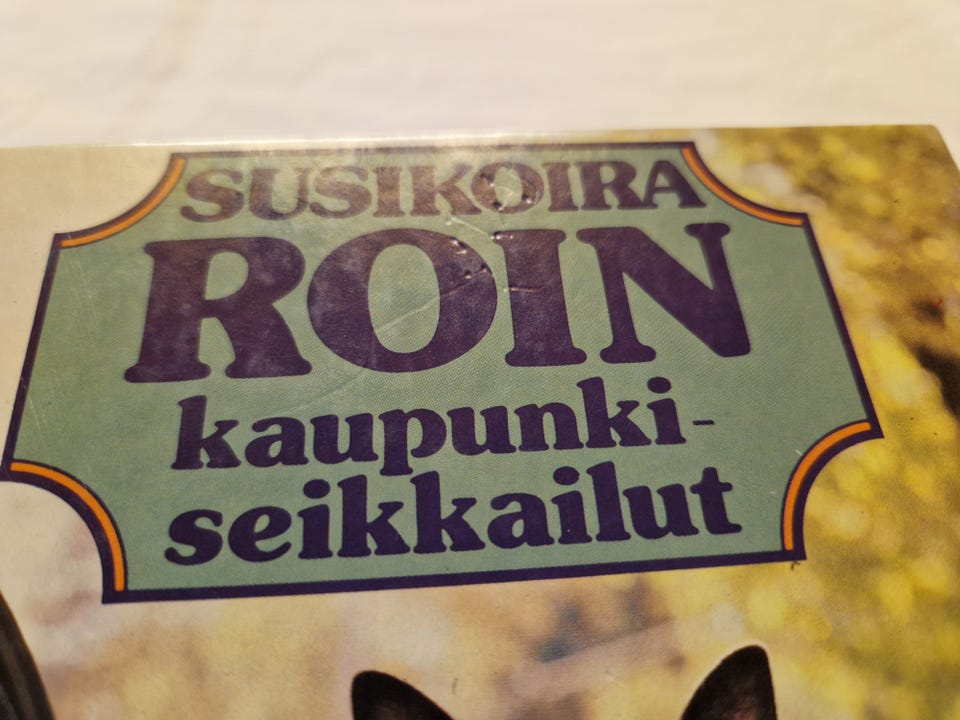 SUSIKOIRA
ROIN
kaupunki-
seikkailut